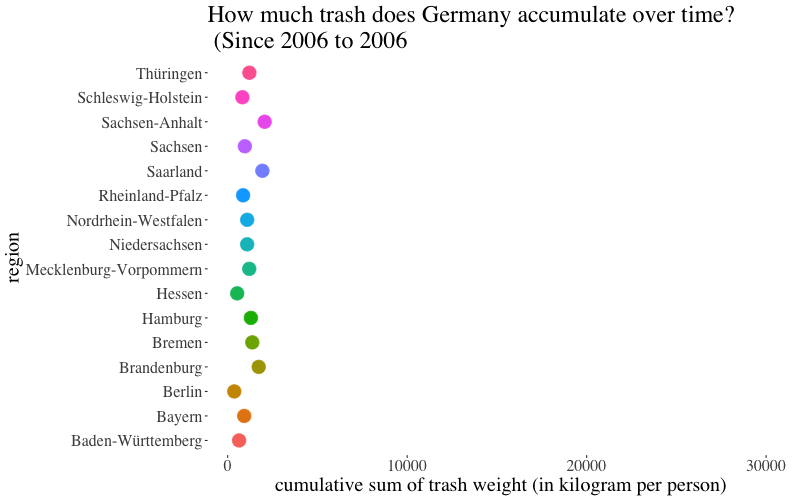 How much trash does Germany accumulate over time?
(Since 2006 to 2006
region
Thüringen
Schleswig-Holstein
Sachsen-Anhalt
Sachsen
Saarland
Rheinland-Pfalz
Nordrhein-Westfalen
Niedersachsen
Mecklenburg-Vorpommern
Hessen
Hamburg
Bremen
Brandenburg
Berlin
Bayern
Baden-Württemberg
0 10000 20000 30000
cumulative sum of trash weight (in kilogram per person)